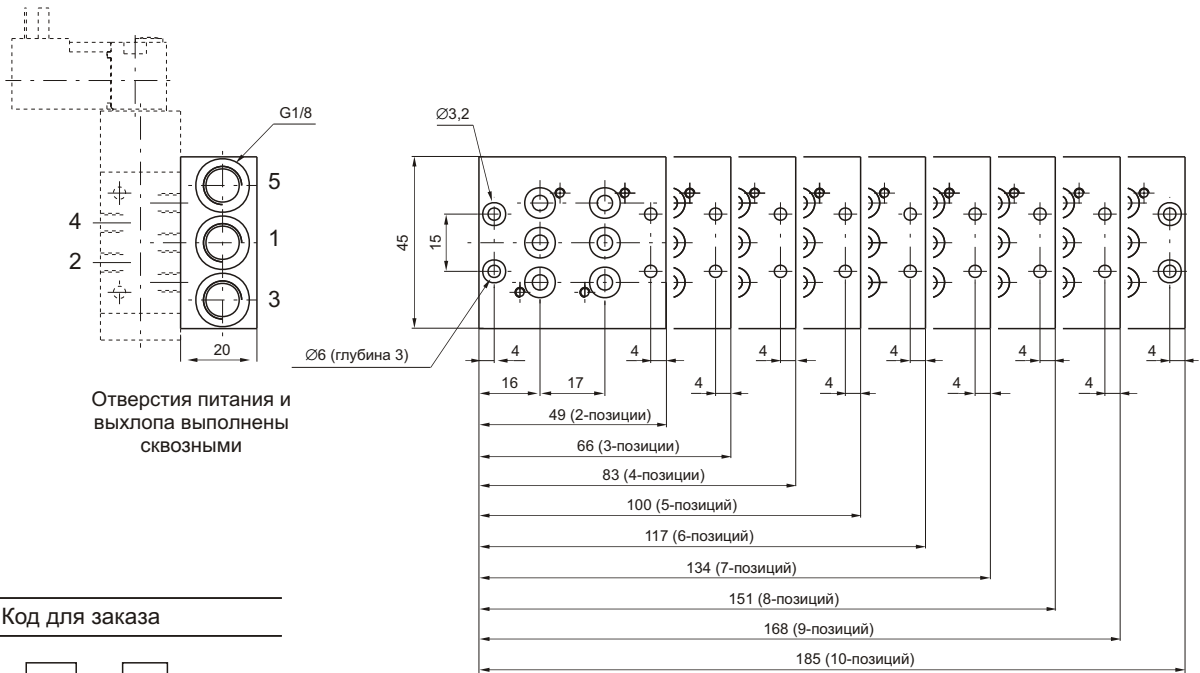 G1/8
5
4
1
2
3
20
Отверстия питания и
выхлопа выполнены
сквозными
∅3,2
45
15
∅6 (глубина 3)
4
4
4
4
4
4
4
16
17
4
4
4
4
49 (2-позиции)
66 (3-позиции)
83 (4-позиции)
100 (5-позиций)
117 (6-позиций)
134 (7-позиций)
151 (8-позиций)
168 (9-позиций)
185 (10-позиций)
Код для заказа